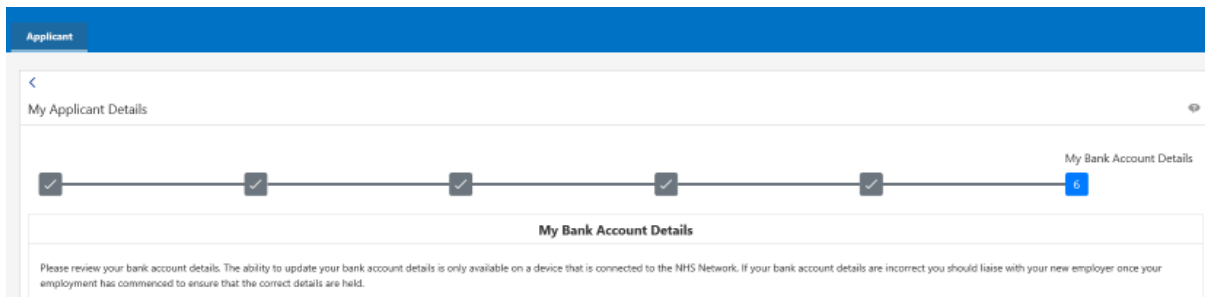 Applicant
My Applicant Details
My Bank Account Details
6
My Bank Account Details
Please review your bank account details. The ability to update your bank account details is only available on a device that is connected to the NHS Network. If your bank account details are incorrect you should liaise with your new employer once your
employment has commenced to ensure that the correct details are held.